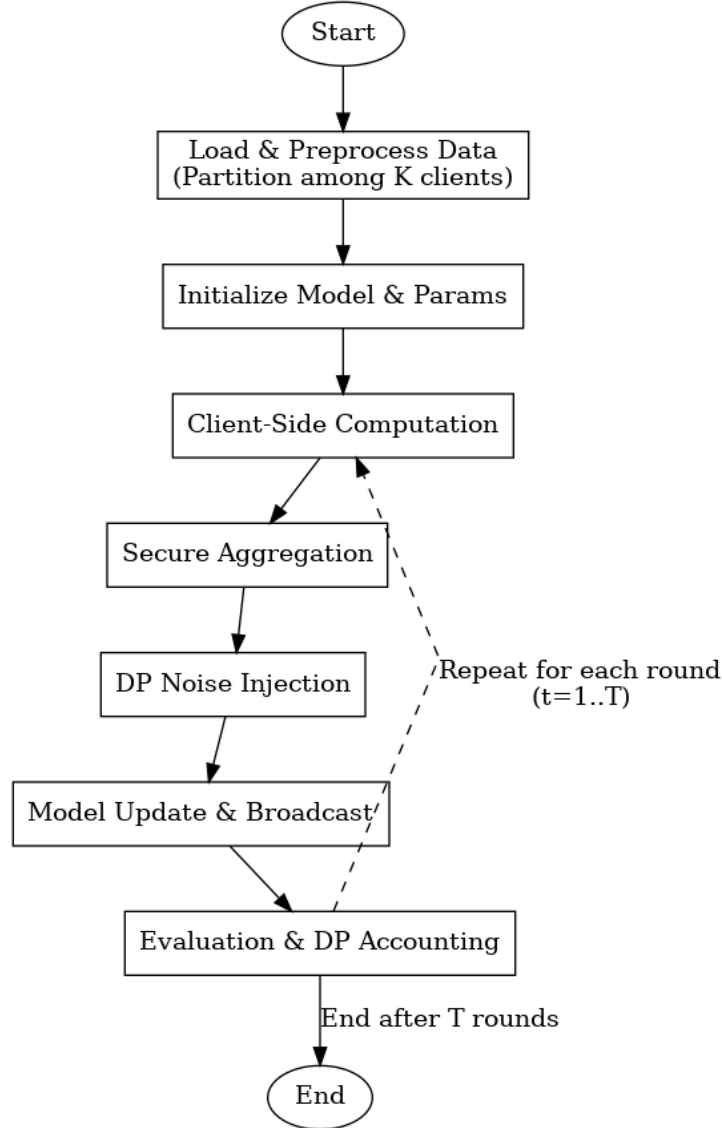 Start
Load & Preprocess Data
(Partition among K clients)
Initialize Model & Params
Client-Side Computation
Secure Aggregation
DP Noise Injection
Repeat for each round
(t=1..T)
Model Update & Broadcast
Evaluation & DP Accounting
End after T rounds
End